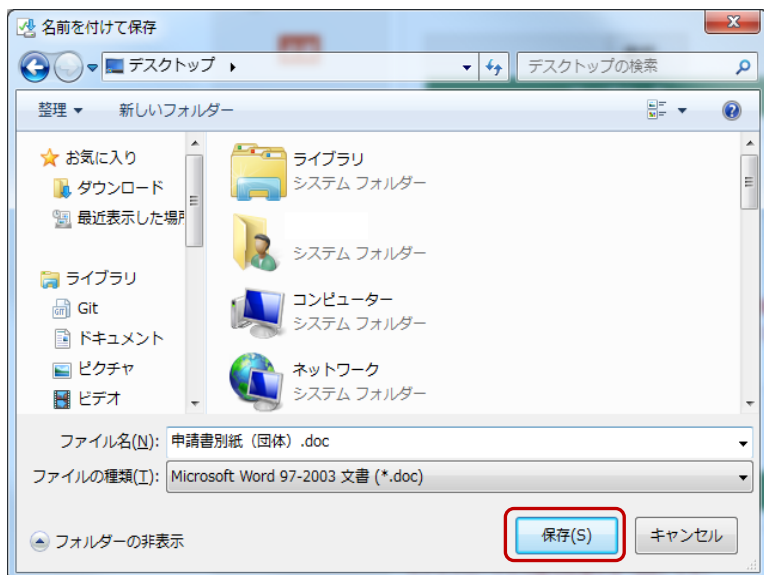 名前を付けて保存
デスクトップ
デスクトップの検索
整理
新しいフォルダー
お気に入り
ダウンロード
最近表示した場所
ライブラリ
Git
ドキュメント
ピクチャ
ビデオ
ライブラリ
システム フォルダー
システム フォルダー
コンピューター
システム フォルダー
ネットワーク
システム フォルダー
ファイル名(N): 申請書別紙（団体）.doc
ファイルの種類(T): Microsoft Word 97-2003 文書 (*.doc)
フォルダーの非表示
保存(S)
キャンセル